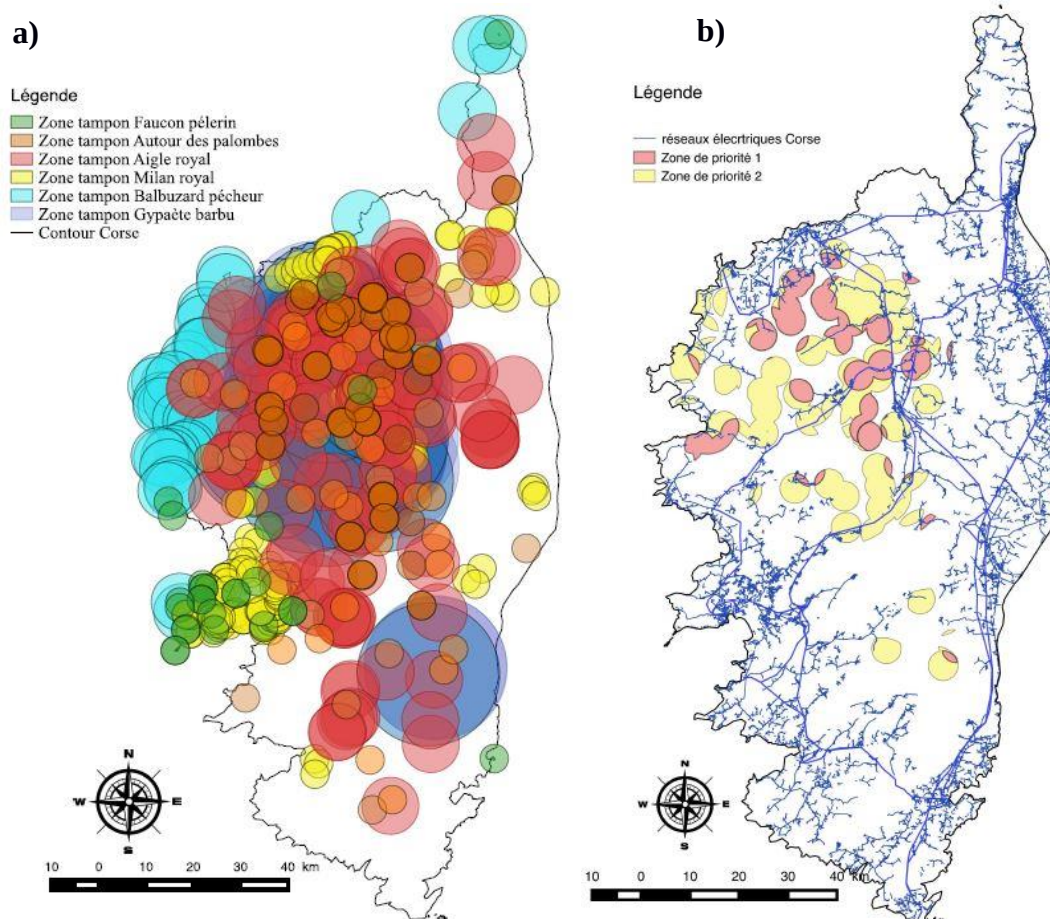 a)
Légende
Zone tampon Faucon pélerin
Zone tampon Autour des palombes
Zone tampon Aigle royal
Zone tampon Milan royal
Zone tampon Balbuzard pécheur
Zone tampon Gypaète barbu
Contour Corse
N
W E
S
10 0 10 20 30 40 km
b)
Légende
réseaux élecrtriques Corse
Zone de priorité 1
Zone de priorité 2
N
W E
S
10 0 10 20 30 40 km